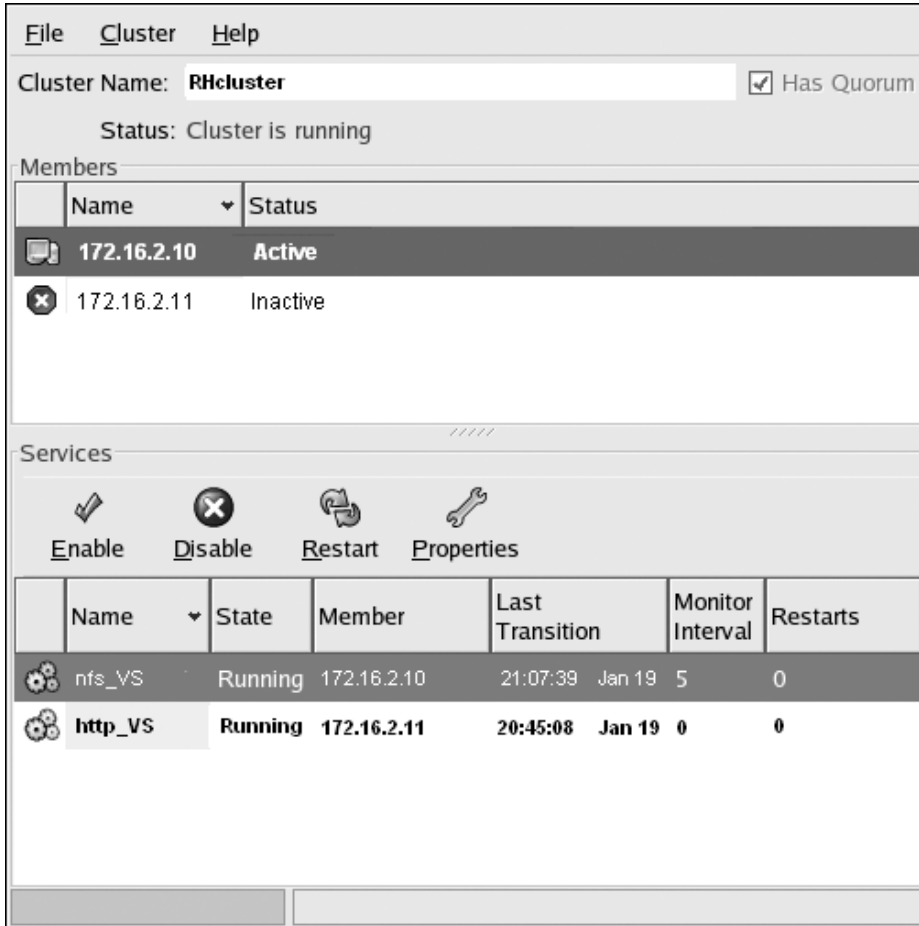 File Cluster Help
Cluster Name: RHcluster Has Quorum
Status: Cluster is running
Members
Name Status
172.16.2.10 Active
172.16.2.11 Inactive
Services
Enable Disable Restart Properties
Name State Member Last Transition Monitor Interval Restarts
nfs_VS Running 172.16.2.10 21:07:39 Jan 19 5 0
http_VS Running 172.16.2.11 20:45:08 Jan 19 0 0